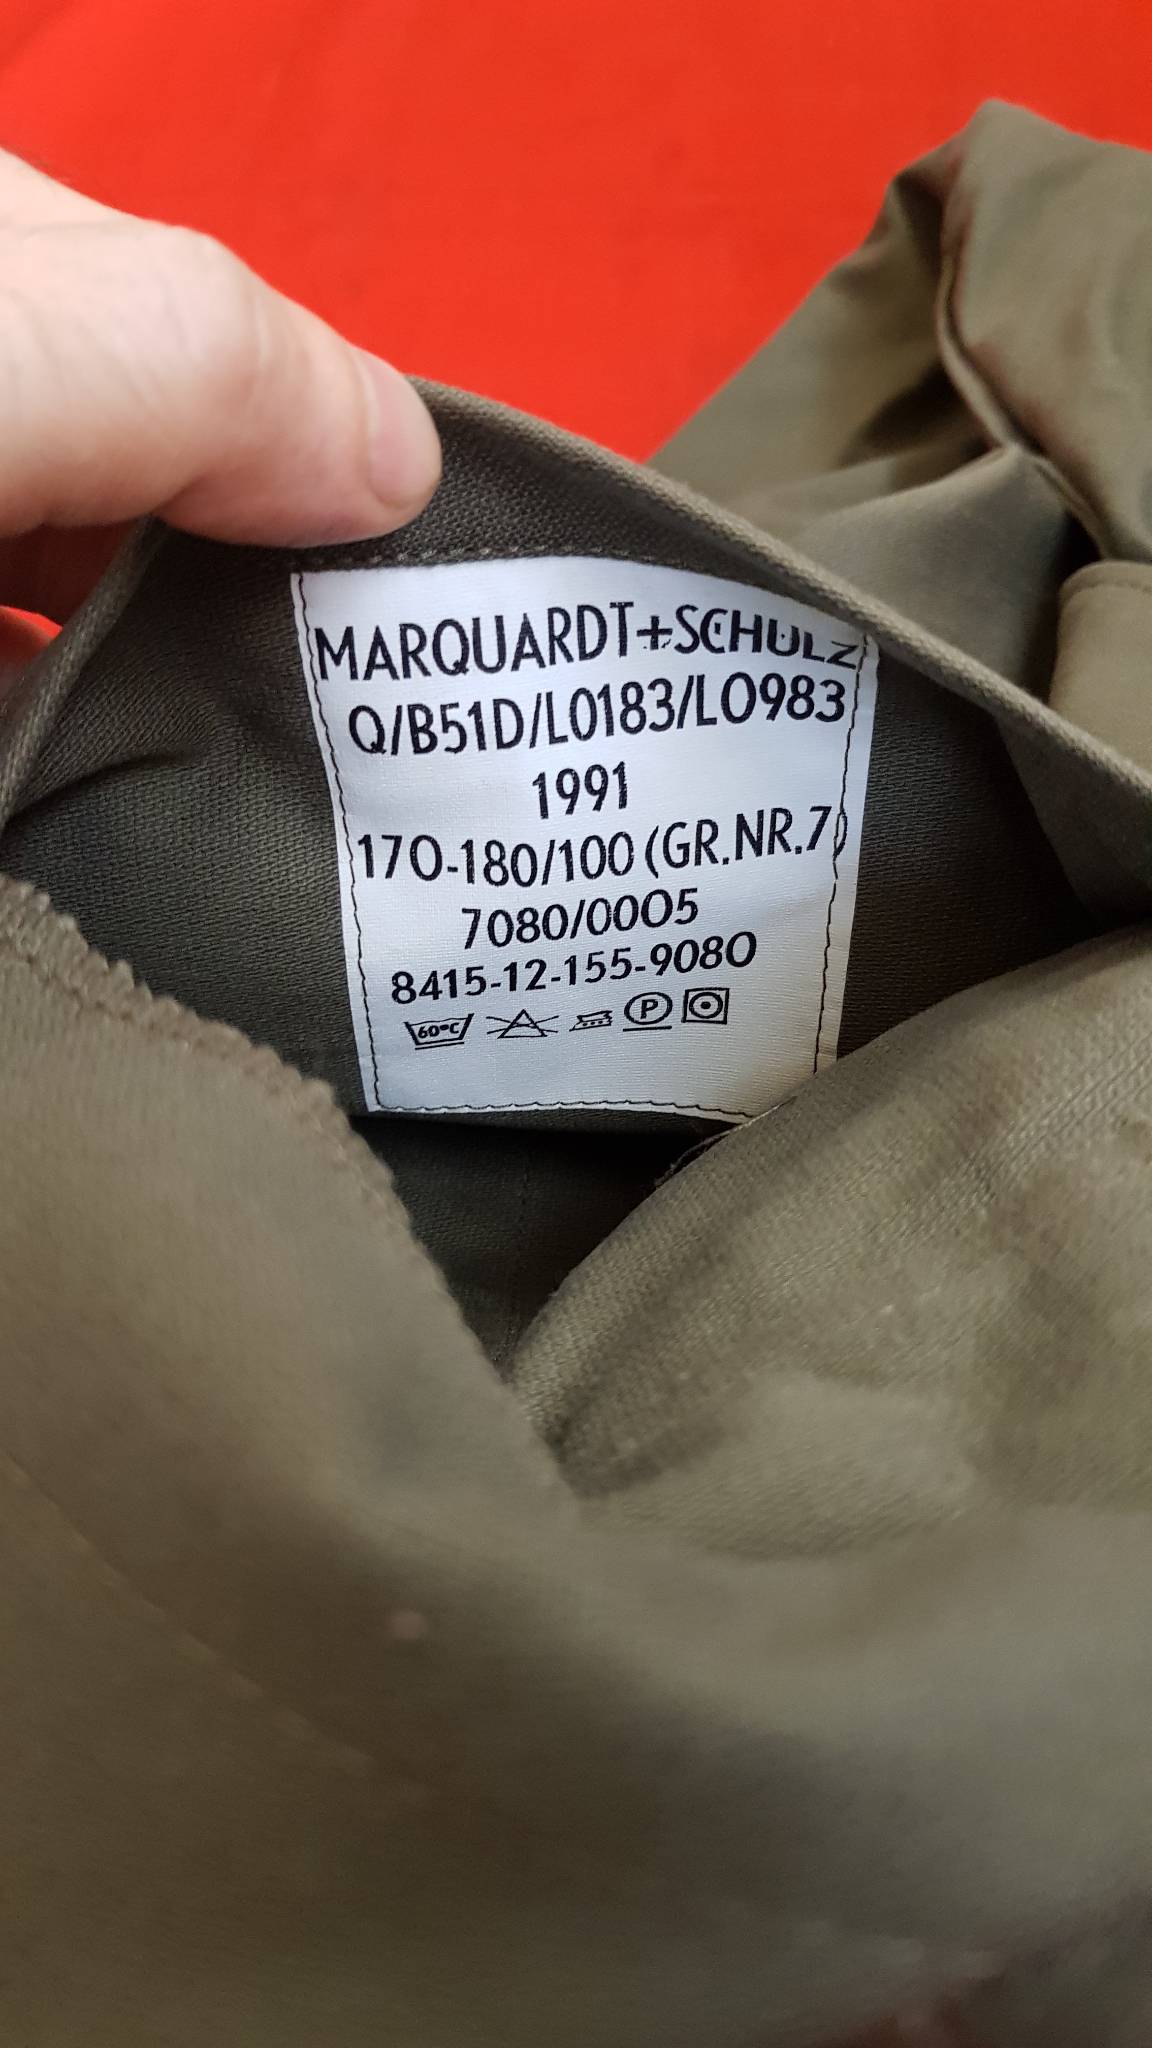 MARQUARDT+SCHULZ
Q/B51D/L0183/L0983
1991
170-180/100 (GR.NR.7)
7080/0005
8415-12-155-9080
60°C P